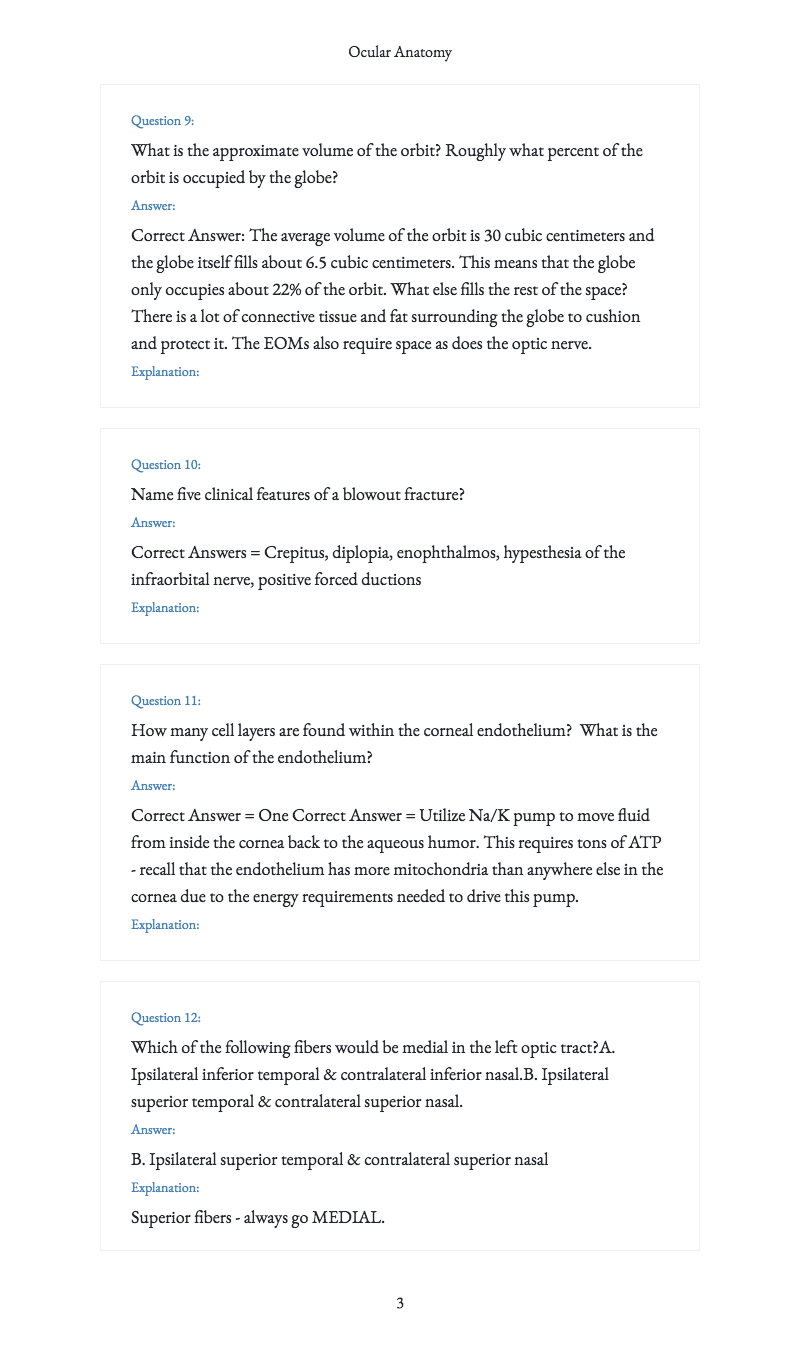 Ocular Anatomy
Question 9:
What is the approximate volume of the orbit? Roughly what percent of the
orbit is occupied by the globe?
Answer:
Correct Answer: The average volume of the orbit is 30 cubic centimeters and
the globe itself fills about 6.5 cubic centimeters. This means that the globe
only occupies about 22% of the orbit. What else fills the rest of the space?
There is a lot of connective tissue and fat surrounding the globe to cushion
and protect it. The EOMs also require space as does the optic nerve.
Explanation:
Question 10:
Name five clinical features of a blowout fracture?
Answer:
Correct Answers = Crepitus, diplopia, enophthalmos, hypesthesia of the
infraorbital nerve, positive forced ductions
Explanation:
Question 11:
How many cell layers are found within the corneal endothelium?  What is the
main function of the endothelium?
Answer:
Correct Answer = One Correct Answer = Utilize Na/K pump to move fluid
from inside the cornea back to the aqueous humor. This requires tons of ATP
- recall that the endothelium has more mitochondria than anywhere else in the
cornea due to the energy requirements needed to drive this pump.
Explanation:
Question 12:
Which of the following fibers would be medial in the left optic tract?A.
Ipsilateral inferior temporal & contralateral inferior nasal.B. Ipsilateral
superior temporal & contralateral superior nasal.
Answer:
B. Ipsilateral superior temporal & contralateral superior nasal
Explanation:
Superior fibers - always go MEDIAL.
3